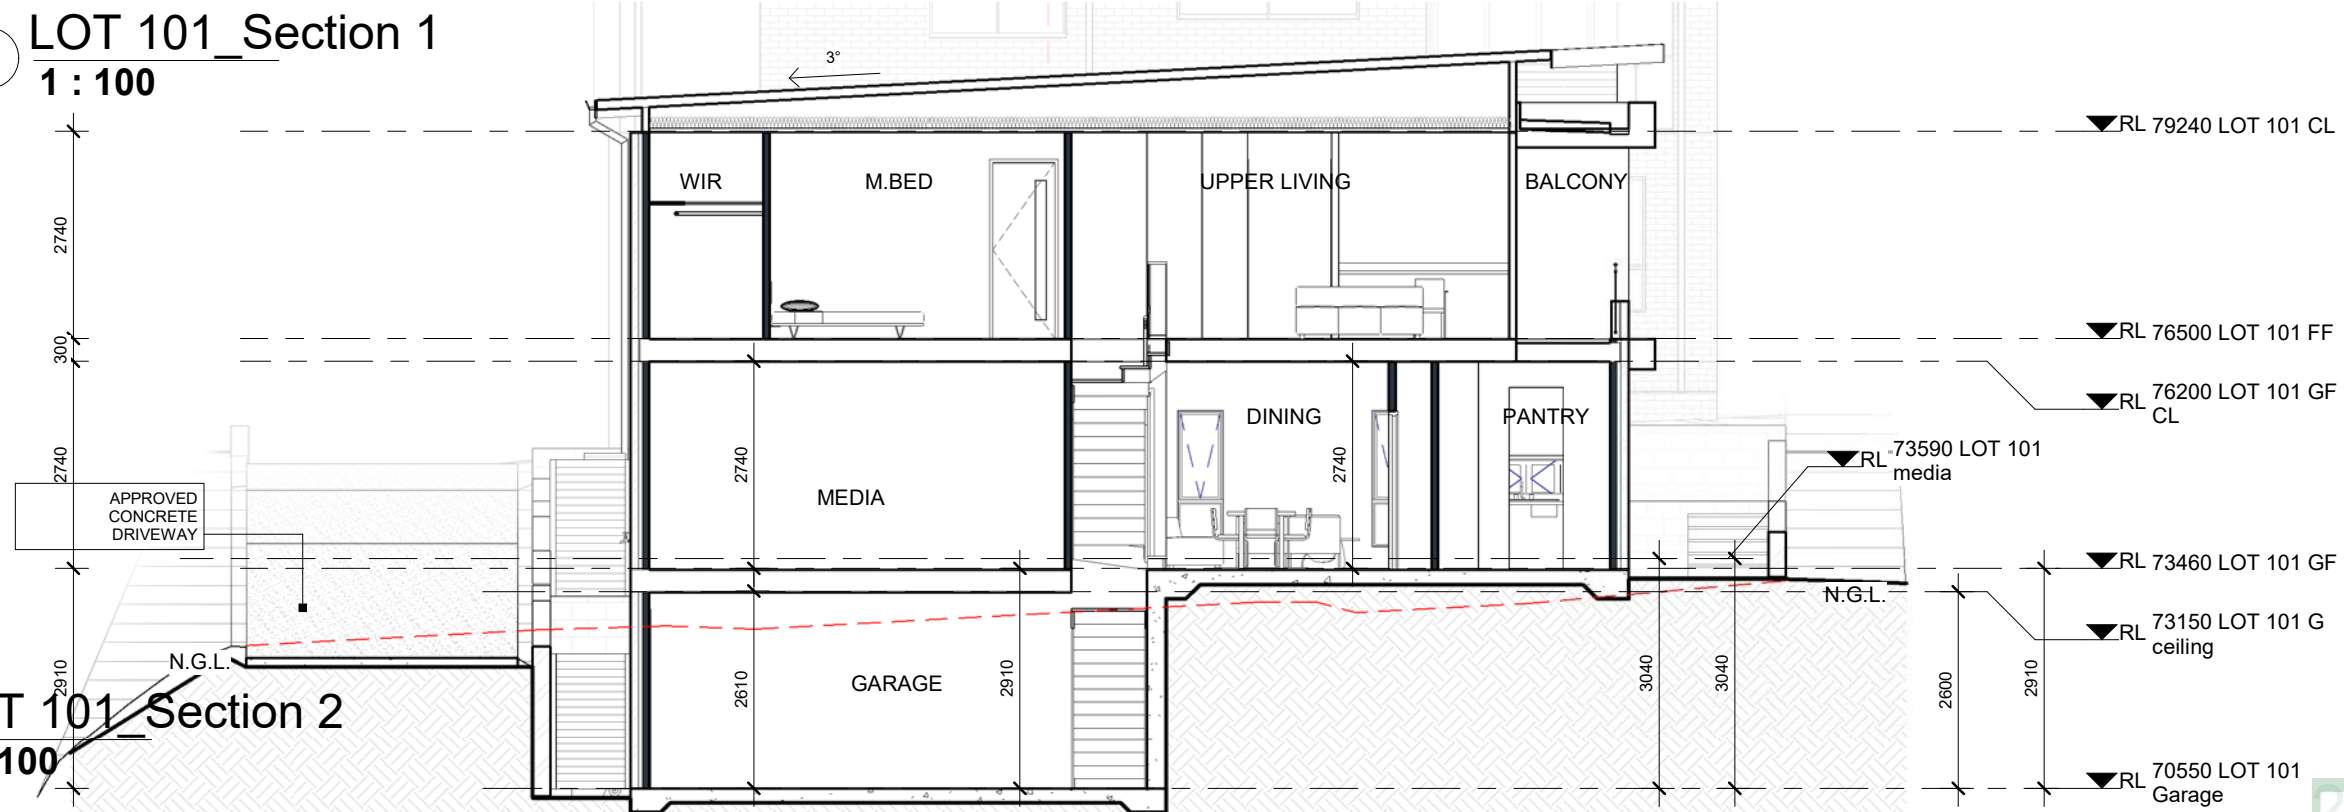 LOT 101_Section 1
1 : 100
3°
RL 79240 LOT 101 CL
WIR
M.BED
UPPER LIVING
BALCONY
2740
RL 76500 LOT 101 FF
300
RL 76200 LOT 101 GF
CL
DINING
PANTRY
RL 73590 LOT 101
media
2740
2740
2740
MEDIA
APPROVED
CONCRETE
DRIVEWAY
RL 73460 LOT 101 GF
N.G.L.
RL 73150 LOT 101 G
ceiling
N.G.L.
2910
2610
GARAGE
2910
3040
3040
2600
2910
T 101_Section 2
100
RL 70550 LOT 101
Garage